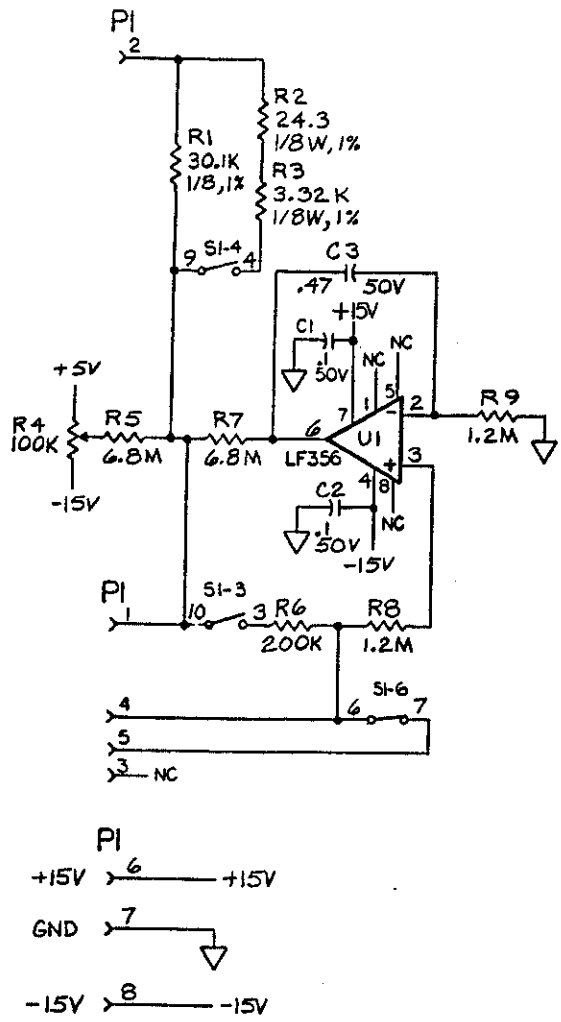 P1
2
R1
30.1K
1/8,1%
R2
24.3
1/8W,1%
R3
3.32K
1/8W,1%
9 S1-4 4
C3
.47 50V
+15V
C1
.1
50V
NC
NC
7 1 5
2
R9
1.2M
+5V
R4
100K
-15V
R5
6.8M
R7
6.8M
6
U1
LF356
-
+
3
4 8
NC
C2
.1
50V
-15V
P1
1
10 S1-3 3
R6
200K
R8
1.2M
4
6 S1-6 7
5
3 NC
P1
+15V 6 +15V
GND 7
-15V 8 -15V